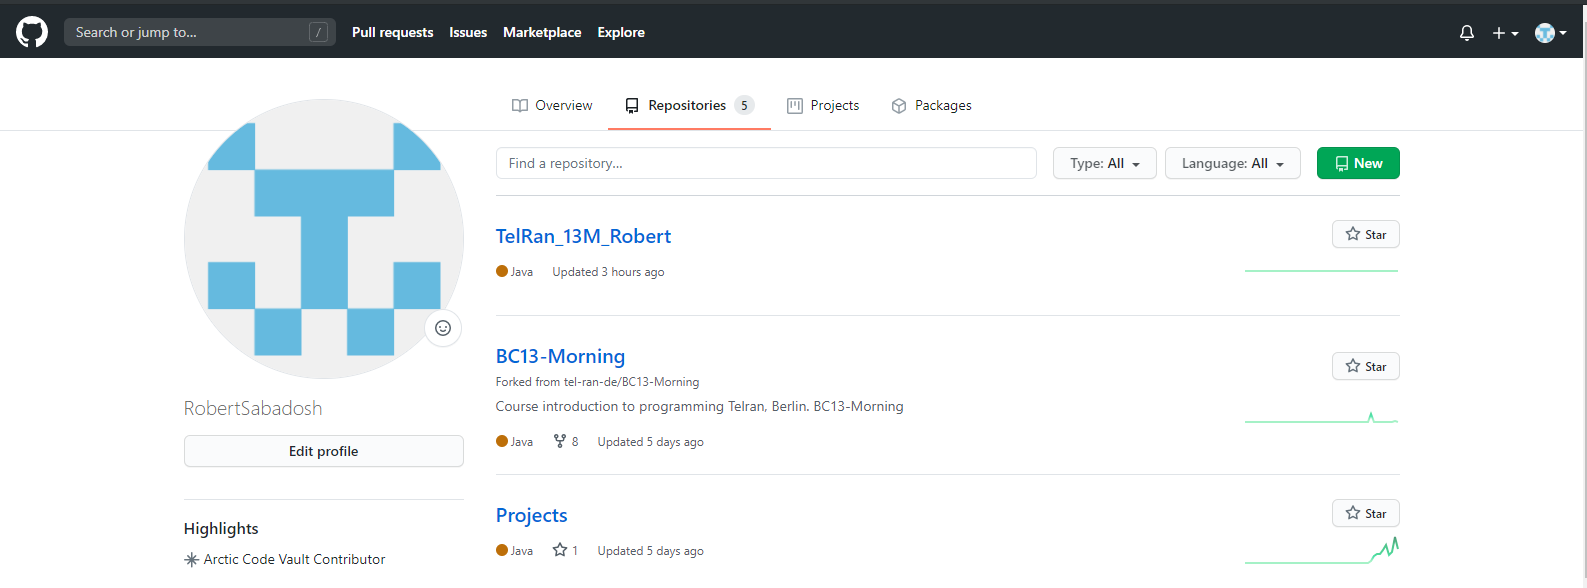 Search or jump to... / Pull requests Issues Marketplace Explore
Overview Repositories 5 Projects Packages
Find a repository... Type: All Language: All New
TelRan_13M_Robert Star
Java Updated 3 hours ago
BC13-Morning Star
Forked from tel-ran-de/BC13-Morning
Course introduction to programming Telran, Berlin. BC13-Morning
Java 8 Updated 5 days ago
Projects Star
Java 1 Updated 5 days ago
RobertSabadosh
Edit profile
Highlights
Arctic Code Vault Contributor